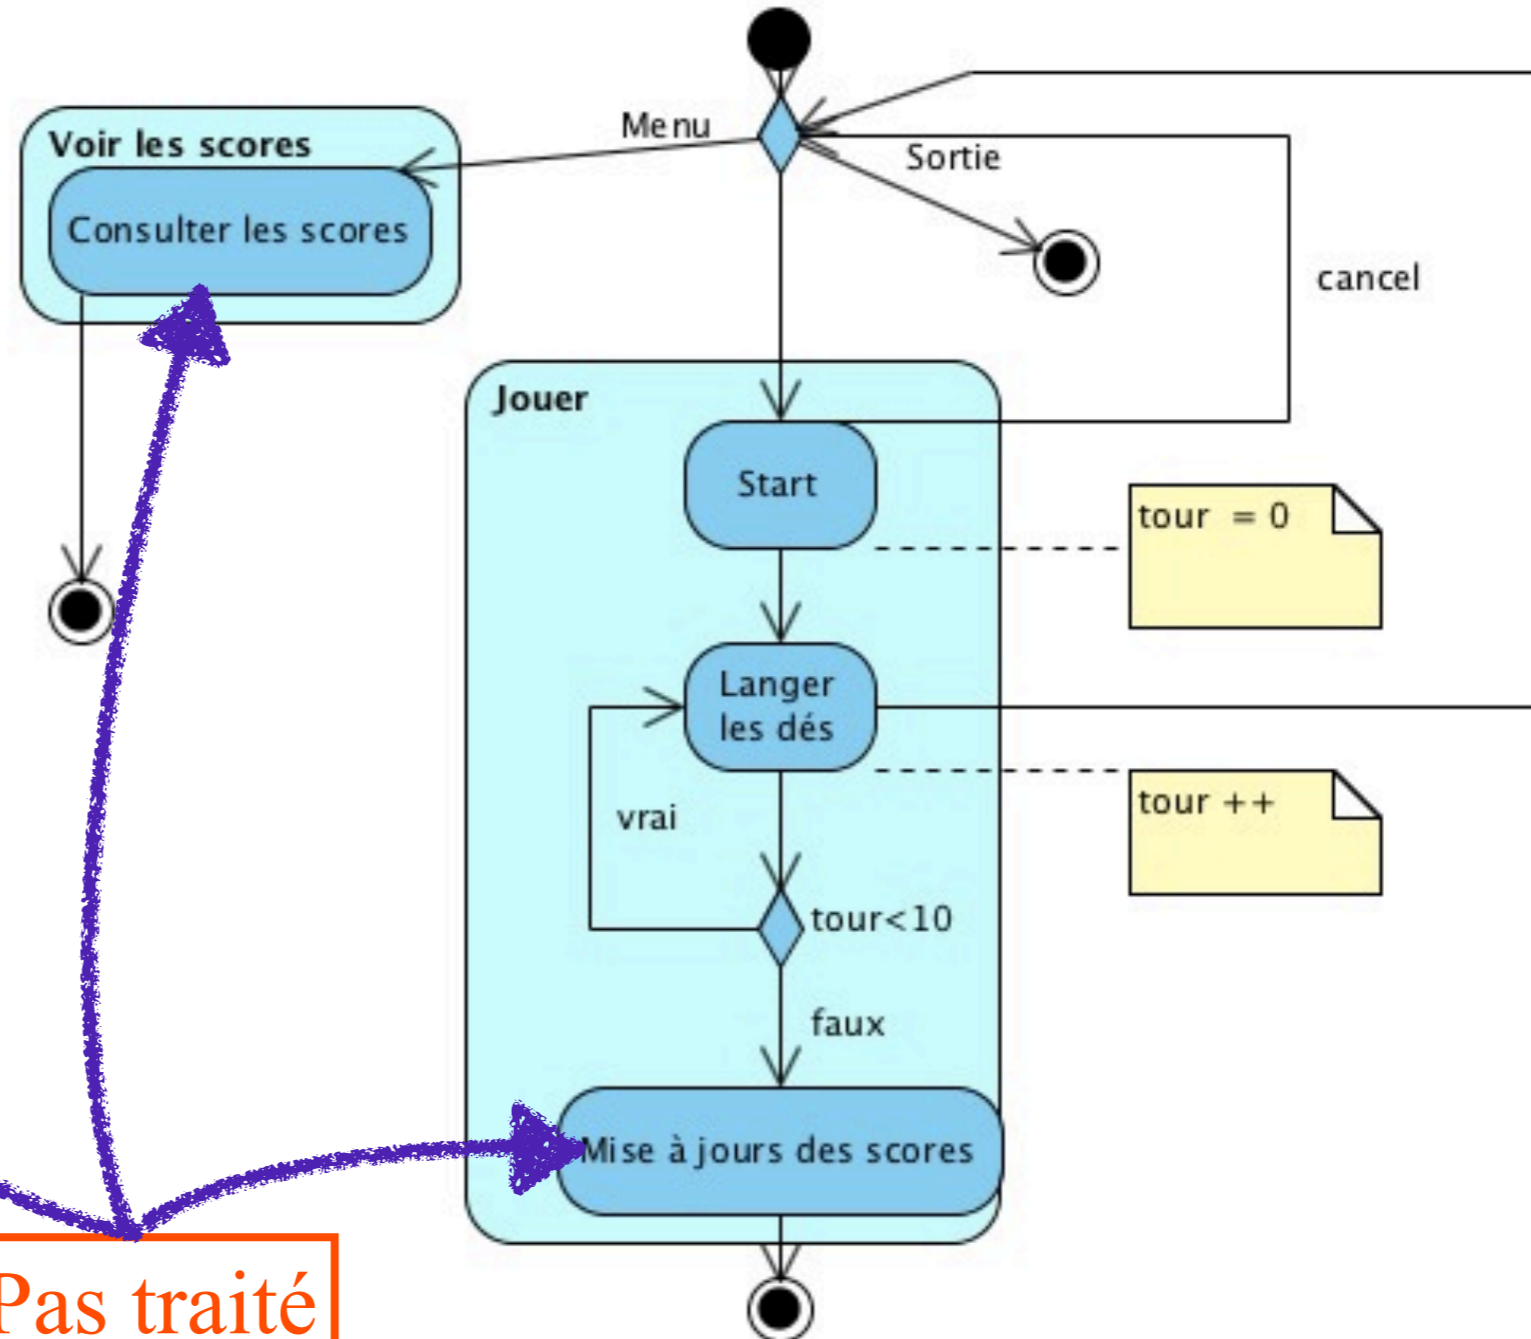 Menu
Voir les scores
Sortie
Consulter les scores
cancel
Jouer
Start
tour = 0
Langer
les dés
tour ++
vrai
tour<10
faux
Mise à jours des scores
Pas traité